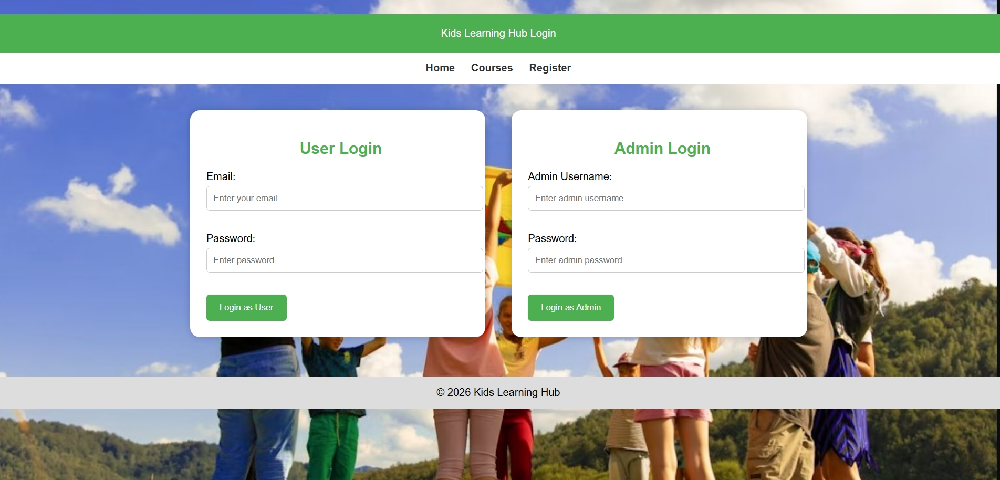 Kids Learning Hub Login
Home Courses Register
User Login
Email:
Enter your email
Password:
Enter password
Login as User
Admin Login
Admin Username:
Enter admin username
Password:
Enter admin password
Login as Admin
© 2026 Kids Learning Hub